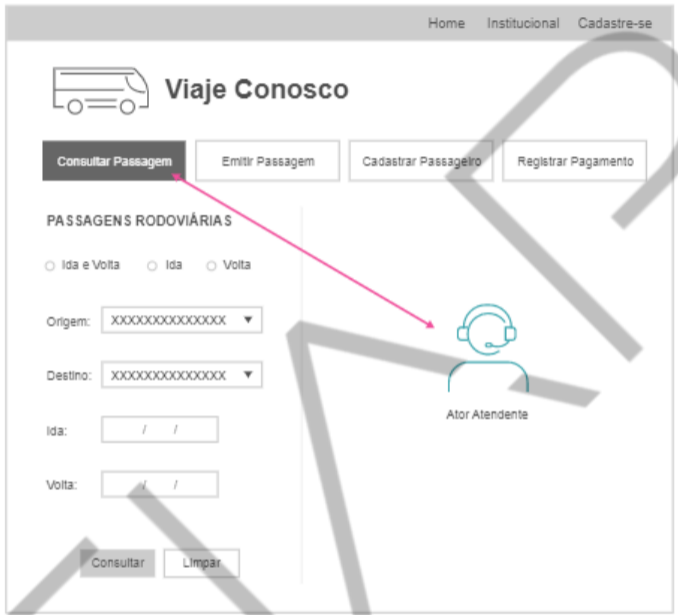 Home Institucional Cadastre-se
Viaje Conosco
Consultar Passagem Emitir Passagem Cadastrar Passageiro Registrar Pagamento
PASSAGENS RODOVIÁRIAS
Ida e Volta Ida Volta
Origem: XXXXXXXXXXXXXX
Destino: XXXXXXXXXXXXXX
Ator Atendente
Ida: / /
Volta: / /
Consultar Limpar